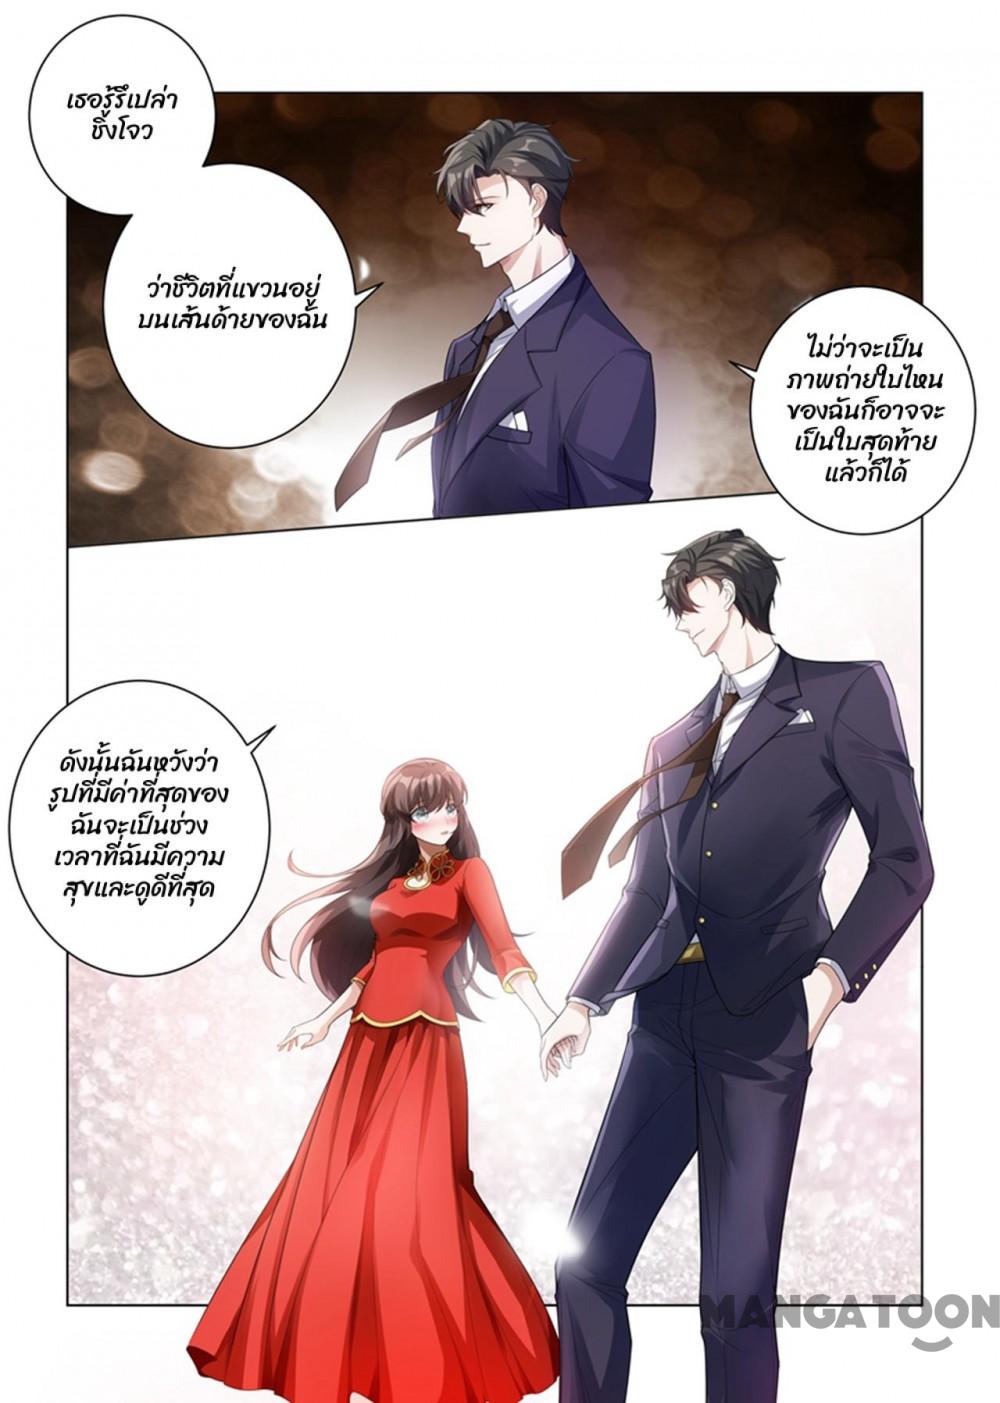 เธอรู้รึเปล่า
ชิงโจว
ว่าชีวิตที่แขวนอยู่
บนเส้นด้ายของฉัน
ไม่ว่าจะเป็น
ภาพถ่ายใบไหน
ของฉันก็อาจจะ
เป็นใบสุดท้าย
แล้วก็ได้
ดังนั้นฉันหวังว่า
รูปที่มีค่าที่สุดของ
ฉันจะเป็นช่วง
เวลาที่ฉันมีความ
สุขและดูดีที่สุด
MANGATOON